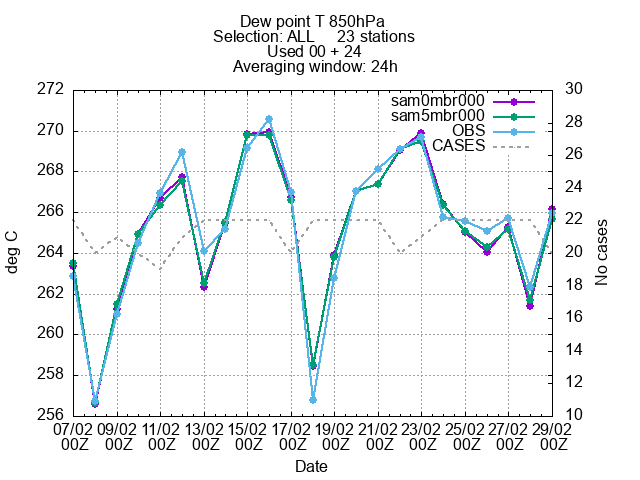 Dew point T 850hPa
Selection: ALL 23 stations
Used 00 + 24
Averaging window: 24h
272
270
268
266
264
262
260
258
256
deg C
30
28
26
24
22
20
18
16
14
12
10
No cases
sam0mbr000
sam5mbr000
OBS
CASES
07/02 09/02 11/02 13/02 15/02 17/02 19/02 21/02 23/02 25/02 27/02 29/02
00Z 00Z 00Z 00Z 00Z 00Z 00Z 00Z 00Z 00Z 00Z 00Z
Date